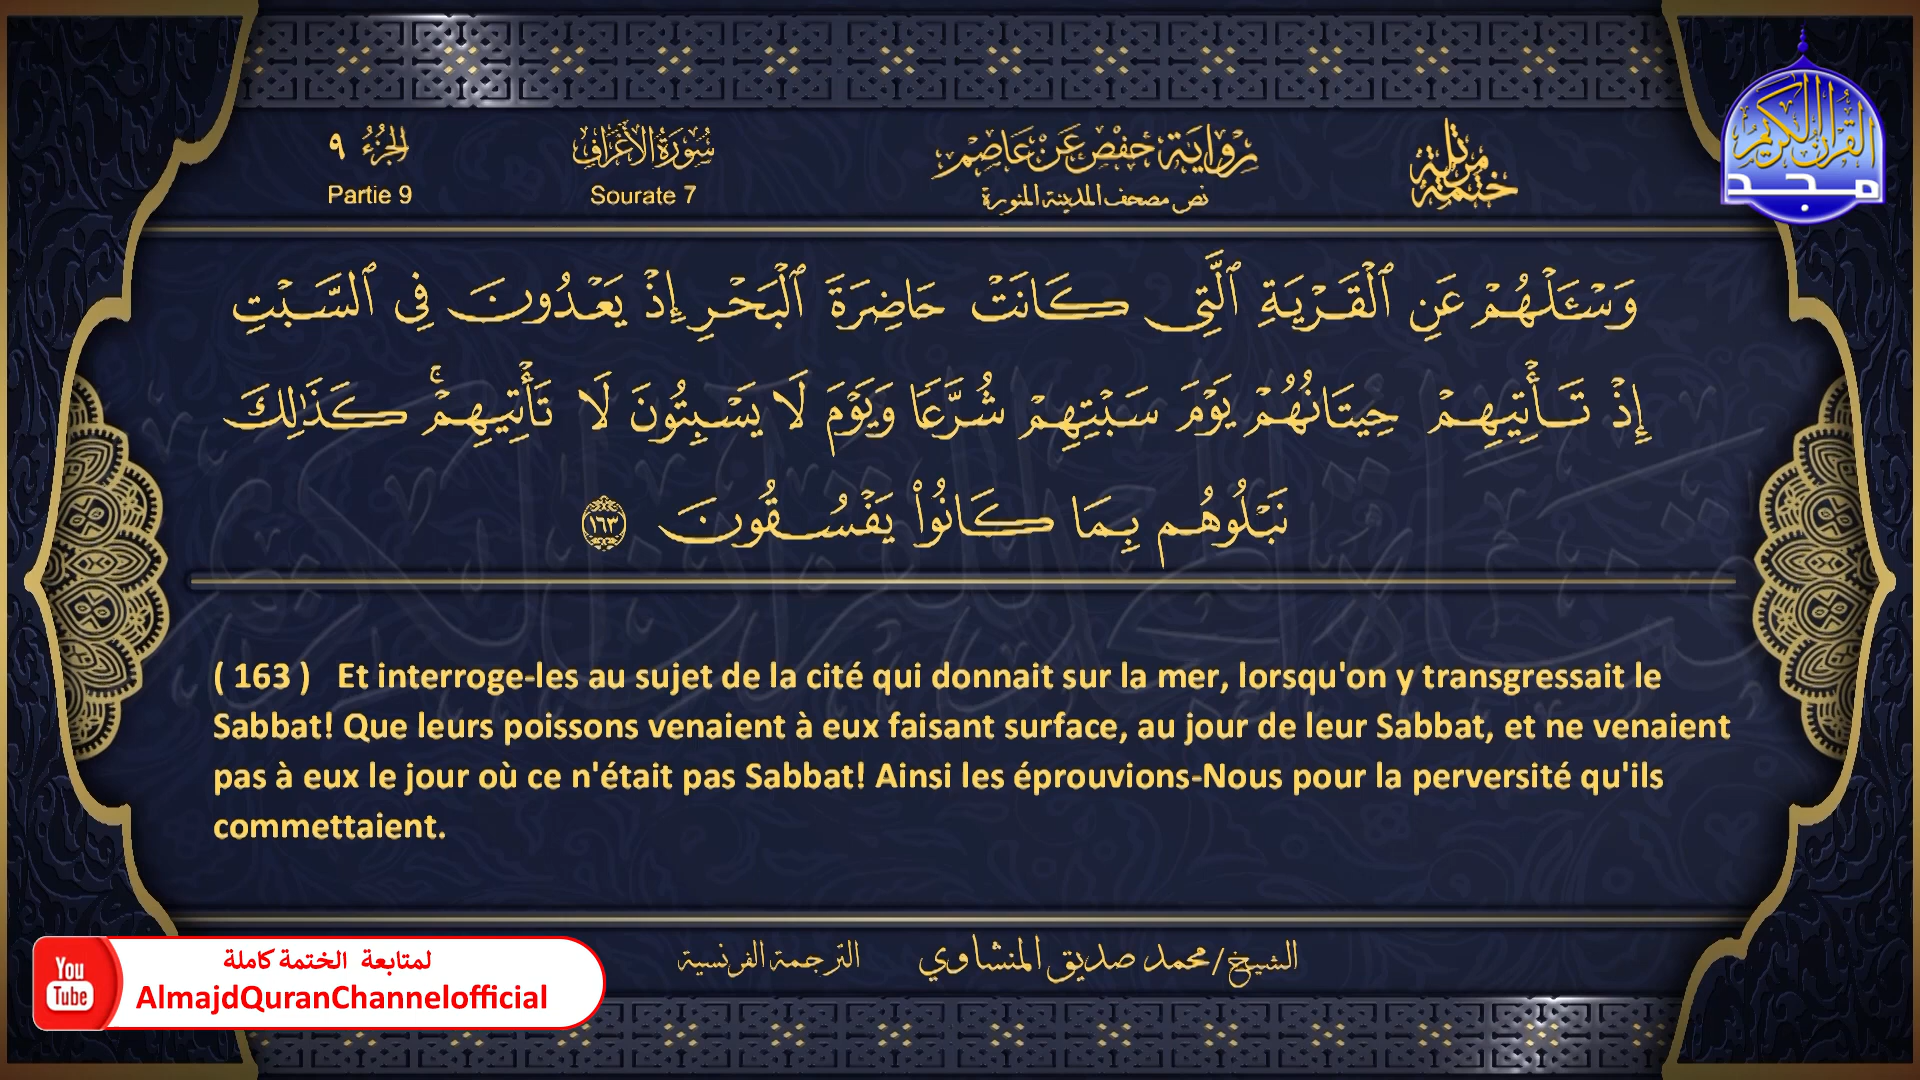 الجزء ٩
Partie 9
سورة الأعراف
Sourate 7
رواية حفص عن عاصم
نص مصحف المدينة المنورة
ختمة مرتلة
القرآن الكريم
مجد
وَسْـَٔلْهُمْ عَنِ ٱلْقَرْيَةِ ٱلَّتِى كَانَتْ حَاضِرَةَ ٱلْبَحْرِ إِذْ يَعْدُونَ فِى ٱلسَّبْتِ
إِذْ تَأْتِيهِمْ حِيتَانُهُمْ يَوْمَ سَبْتِهِمْ شُرَّعًا وَيَوْمَ لَا يَسْبِتُونَ لَا تَأْتِيهِمْ ۚ كَذَٰلِكَ
نَبْلُوهُم بِمَا كَانُوا۟ يَفْسُقُونَ ١٦٣
( 163 ) Et interroge-les au sujet de la cité qui donnait sur la mer, lorsqu'on y transgressait le
Sabbat! Que leurs poissons venaient à eux faisant surface, au jour de leur Sabbat, et ne venaient
pas à eux le jour où ce n'était pas Sabbat! Ainsi les éprouvions-Nous pour la perversité qu'ils
commettaient.
الشيخ/محمد صديق المنشاوي
الترجمة الفرنسية
You
Tube
لمتابعة الختمة كاملة
AlmajdQuranChannelofficial